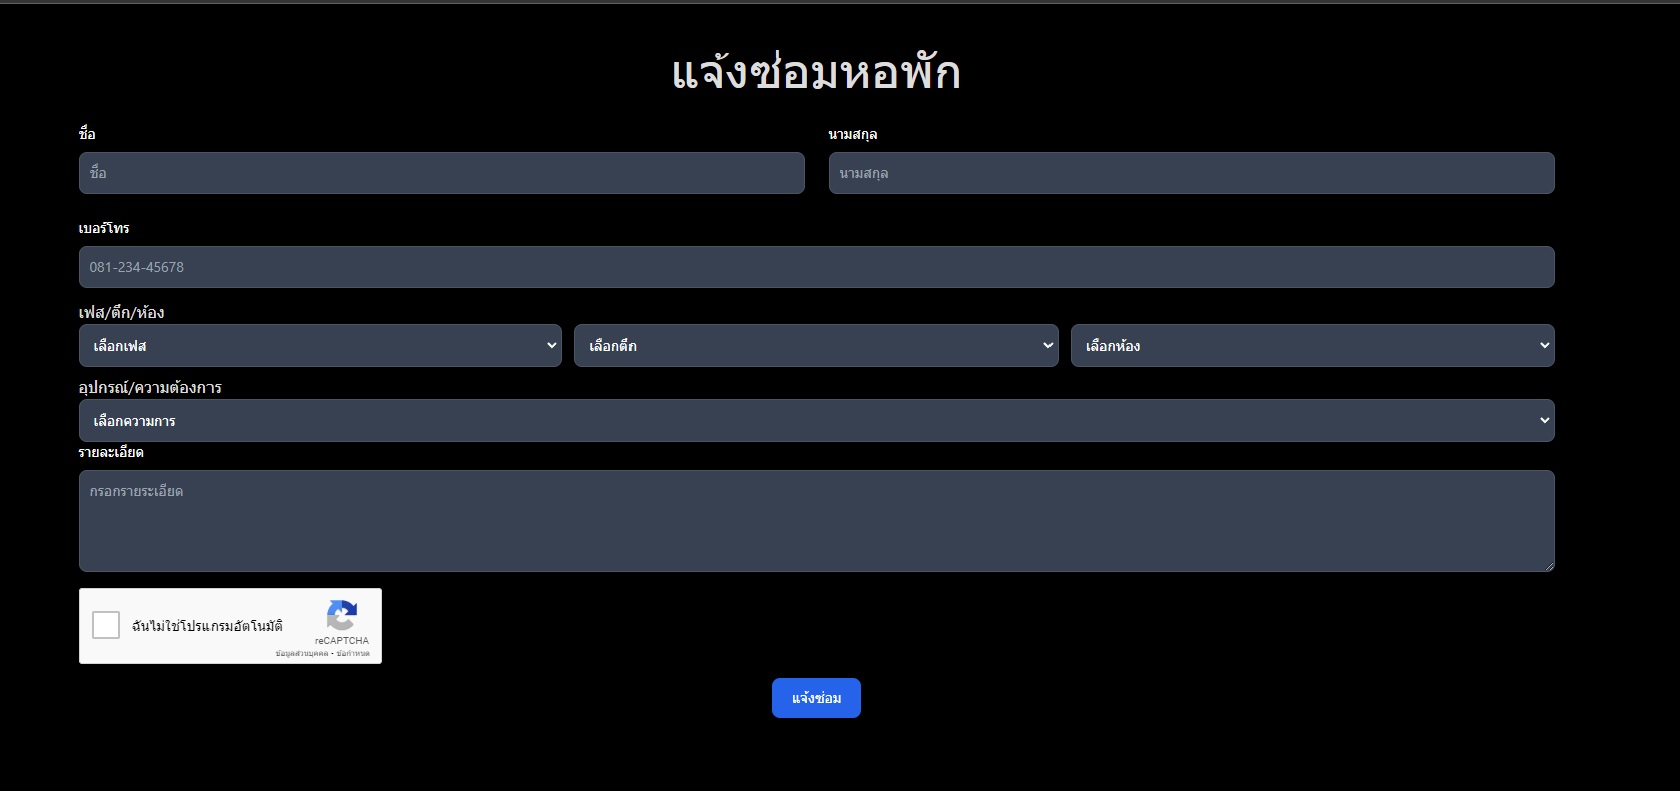 แจ้งซ่อมหอพัก
ชื่อ
นามสกุล
ชื่อ
นามสกุล
เบอร์โทร
081-234-45678
เฟส/ตึก/ห้อง
เลือกเฟส
เลือกตึก
เลือกห้อง
อุปกรณ์/ความต้องการ
เลือกความการ
รายละเอียด
กรอกรายระเอียด
ฉันไม่ใช่โปรแกรมอัตโนมัติ
reCAPTCHA
ข้อมูลส่วนบุคคล - ข้อกำหนด
แจ้งซ่อม